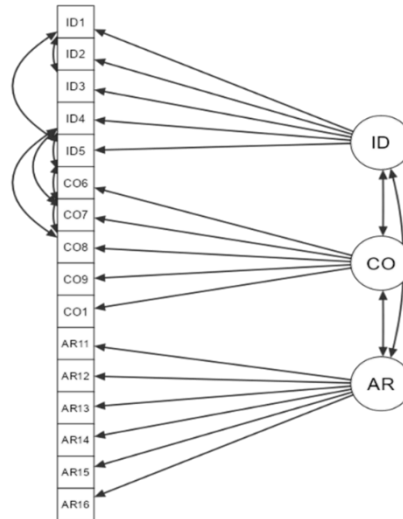 ID1
ID2
ID3
ID4
ID5
CO6
CO7
CO8
CO9
CO1
AR11
AR12
AR13
AR14
AR15
AR16
ID
CO
AR